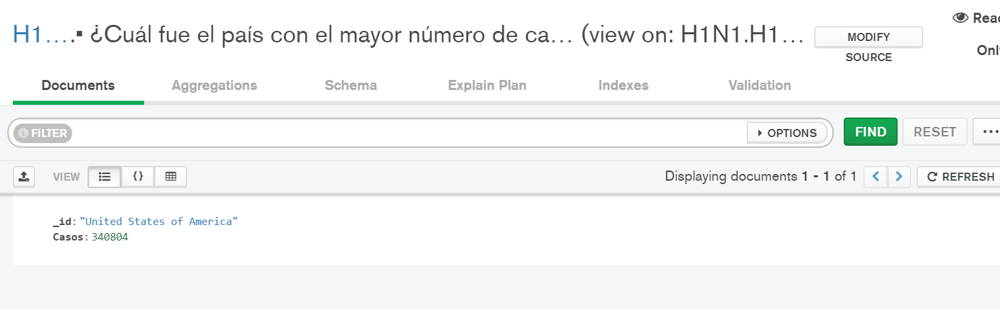 H1….▪ ¿Cuál fue el país con el mayor número de ca… (view on: H1N1.H1… MODIFY SOURCE
Documents Aggregations Schema Explain Plan Indexes Validation
FILTER OPTIONS FIND RESET ...
VIEW { } Displaying documents 1 - 1 of 1 REFRESH
_id: "United States of America"
Casos: 340804